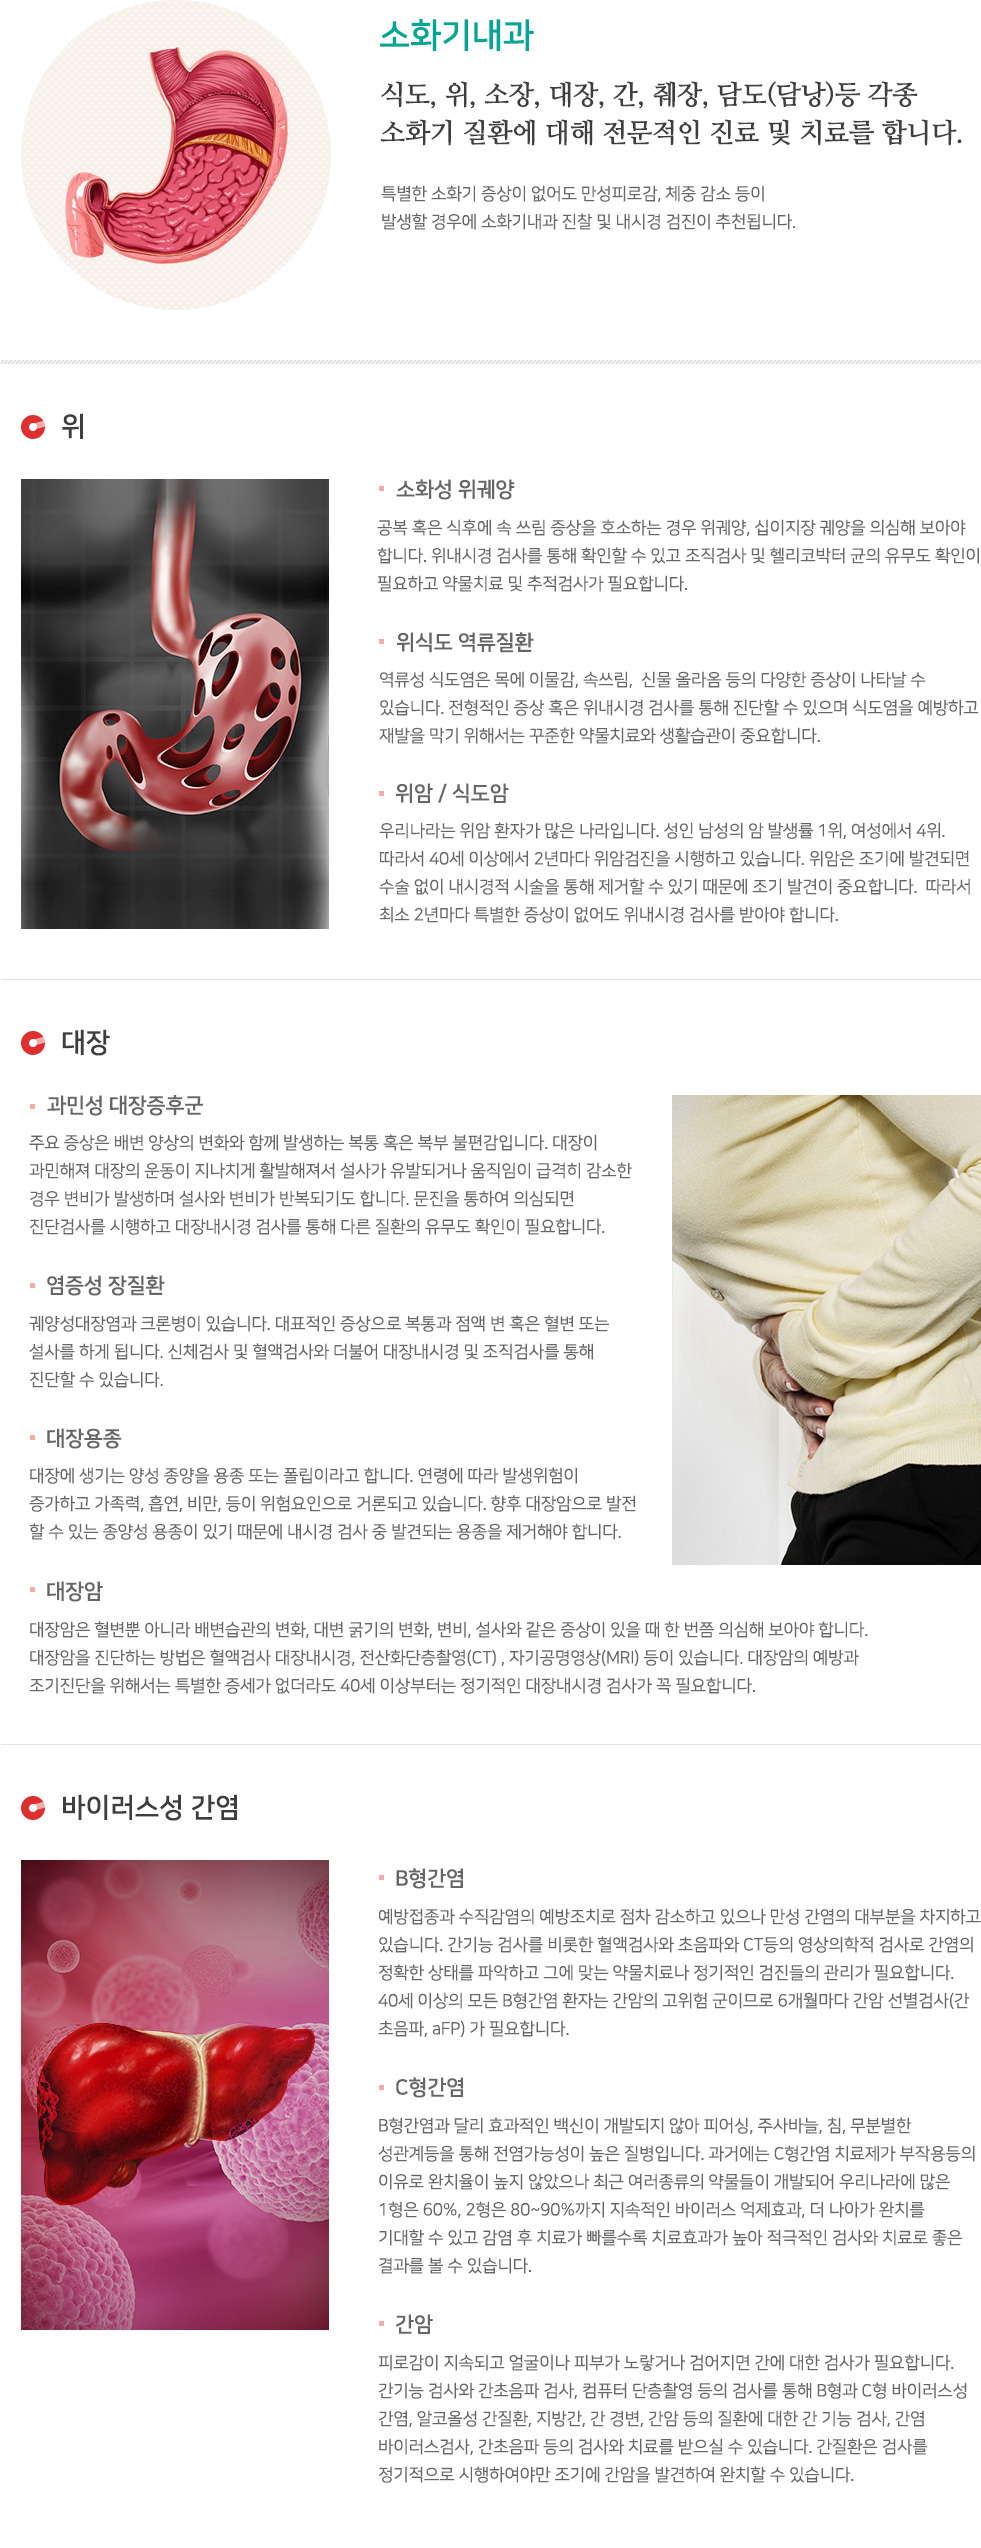 소화기내과
식도, 위, 소장, 대장, 간, 췌장, 담도(담낭)등 각종
소화기 질환에 대해 전문적인 진료 및 치료를 합니다.
특별한 소화기 증상이 없어도 만성피로감, 체중 감소 등이
발생할 경우에 소화기내과 진찰 및 내시경 검진이 추천됩니다.
위
소화성 위궤양
공복 혹은 식후에 속 쓰림 증상을 호소하는 경우 위궤양, 십이지장 궤양을 의심해 보아야
합니다. 위내시경 검사를 통해 확인할 수 있고 조직검사 및 헬리코박터 균의 유무도 확인이
필요하고 약물치료 및 추적검사가 필요합니다.
위식도 역류질환
역류성 식도염은 목에 이물감, 속쓰림, 신물 올라옴 등의 다양한 증상이 나타날 수
있습니다. 전형적인 증상 혹은 위내시경 검사를 통해 진단할 수 있으며 식도염을 예방하고
재발을 막기 위해서는 꾸준한 약물치료와 생활습관이 중요합니다.
위암 / 식도암
우리나라는 위암 환자가 많은 나라입니다. 성인 남성의 암 발생률 1위, 여성에서 4위.
따라서 40세 이상에서 2년마다 위암검진을 시행하고 있습니다. 위암은 조기에 발견되면
수술 없이 내시경적 시술을 통해 제거할 수 있기 때문에 조기 발견이 중요합니다. 따라서
최소 2년마다 특별한 증상이 없어도 위내시경 검사를 받아야 합니다.
대장
과민성 대장증후군
주요 증상은 배변 양상의 변화와 함께 발생하는 복통 혹은 복부 불편감입니다. 대장이
과민해져 대장의 운동이 지나치게 활발해져서 설사가 유발되거나 움직임이 급격히 감소한
경우 변비가 발생하며 설사와 변비가 반복되기도 합니다. 문진을 통하여 의심되면
진단검사를 시행하고 대장내시경 검사를 통해 다른 질환의 유무도 확인이 필요합니다.
염증성 장질환
궤양성대장염과 크론병이 있습니다. 대표적인 증상으로 복통과 점액 변 혹은 혈변 또는
설사를 하게 됩니다. 신체검사 및 혈액검사와 더불어 대장내시경 및 조직검사를 통해
진단할 수 있습니다.
대장용종
대장에 생기는 양성 종양을 용종 또는 폴립이라고 합니다. 연령에 따라 발생위험이
증가하고 가족력, 흡연, 비만, 등이 위험요인으로 거론되고 있습니다. 향후 대장암으로 발전
할 수 있는 종양성 용종이 있기 때문에 내시경 검사 중 발견되는 용종을 제거해야 합니다.
대장암
대장암은 혈변뿐 아니라 배변습관의 변화, 대변 굵기의 변화, 변비, 설사와 같은 증상이 있을 때 한 번쯤 의심해 보아야 합니다.
대장암을 진단하는 방법은 혈액검사 대장내시경, 전산화단층촬영(CT) , 자기공명영상(MRI) 등이 있습니다. 대장암의 예방과
조기진단을 위해서는 특별한 증세가 없더라도 40세 이상부터는 정기적인 대장내시경 검사가 꼭 필요합니다.
바이러스성 간염
B형간염
예방접종과 수직감염의 예방조치로 점차 감소하고 있으나 만성 간염의 대부분을 차지하고
있습니다. 간기능 검사를 비롯한 혈액검사와 초음파와 CT등의 영상의학적 검사로 간염의
정확한 상태를 파악하고 그에 맞는 약물치료나 정기적인 검진들의 관리가 필요합니다.
40세 이상의 모든 B형간염 환자는 간암의 고위험 군이므로 6개월마다 간암 선별검사(간
초음파, aFP) 가 필요합니다.
C형간염
B형간염과 달리 효과적인 백신이 개발되지 않아 피어싱, 주사바늘, 침, 무분별한
성관계등을 통해 전염가능성이 높은 질병입니다. 과거에는 C형간염 치료제가 부작용등의
이유로 완치율이 높지 않았으나 최근 여러종류의 약물들이 개발되어 우리나라에 많은
1형은 60%, 2형은 80~90%까지 지속적인 바이러스 억제효과, 더 나아가 완치를
기대할 수 있고 감염 후 치료가 빠를수록 치료효과가 높아 적극적인 검사와 치료로 좋은
결과를 볼 수 있습니다.
간암
피로감이 지속되고 얼굴이나 피부가 노랗거나 검어지면 간에 대한 검사가 필요합니다.
간기능 검사와 간초음파 검사, 컴퓨터 단층촬영 등의 검사를 통해 B형과 C형 바이러스성
간염, 알코올성 간질환, 지방간, 간 경변, 간암 등의 질환에 대한 간 기능 검사, 간염
바이러스검사, 간초음파 등의 검사와 치료를 받으실 수 있습니다. 간질환은 검사를
정기적으로 시행하여야만 조기에 간암을 발견하여 완치할 수 있습니다.